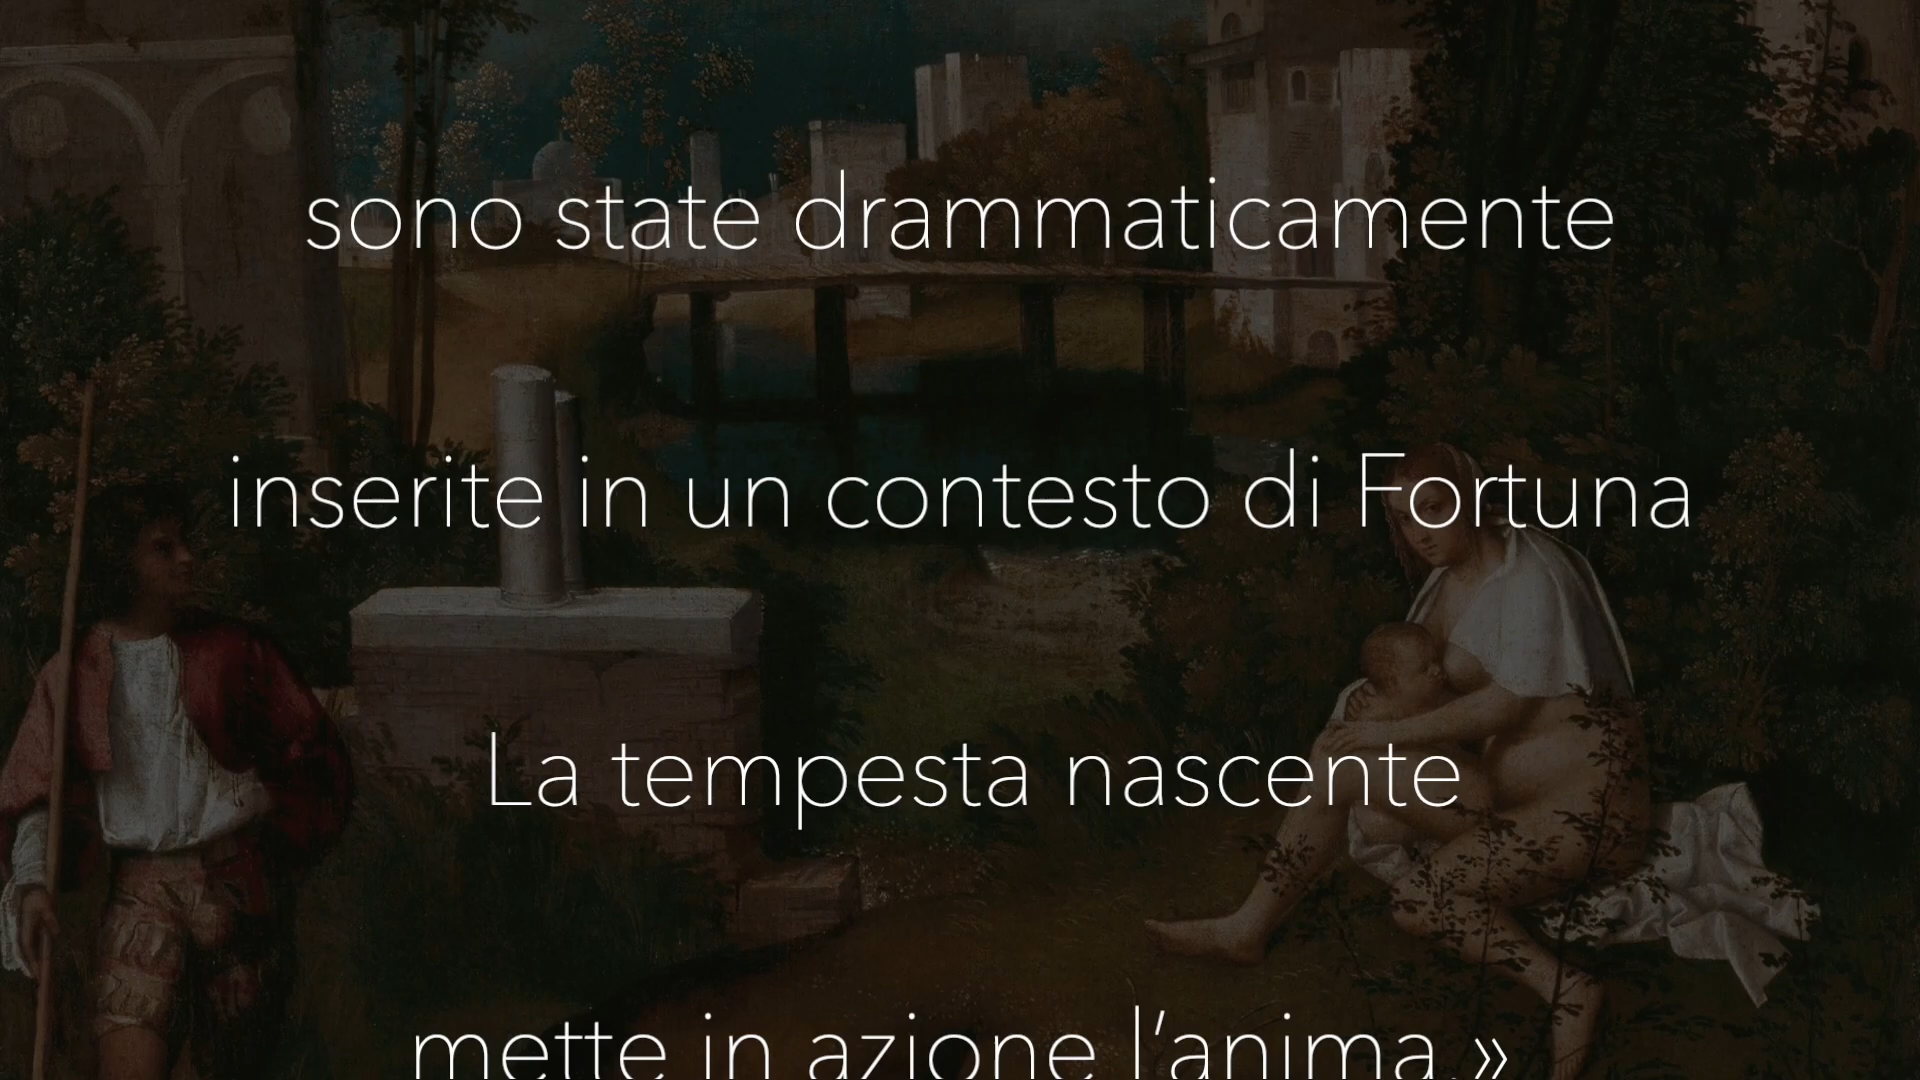 sono state drammaticamente
inserite in un contesto di Fortuna
La tempesta nascente
mette in azione l’anima.»